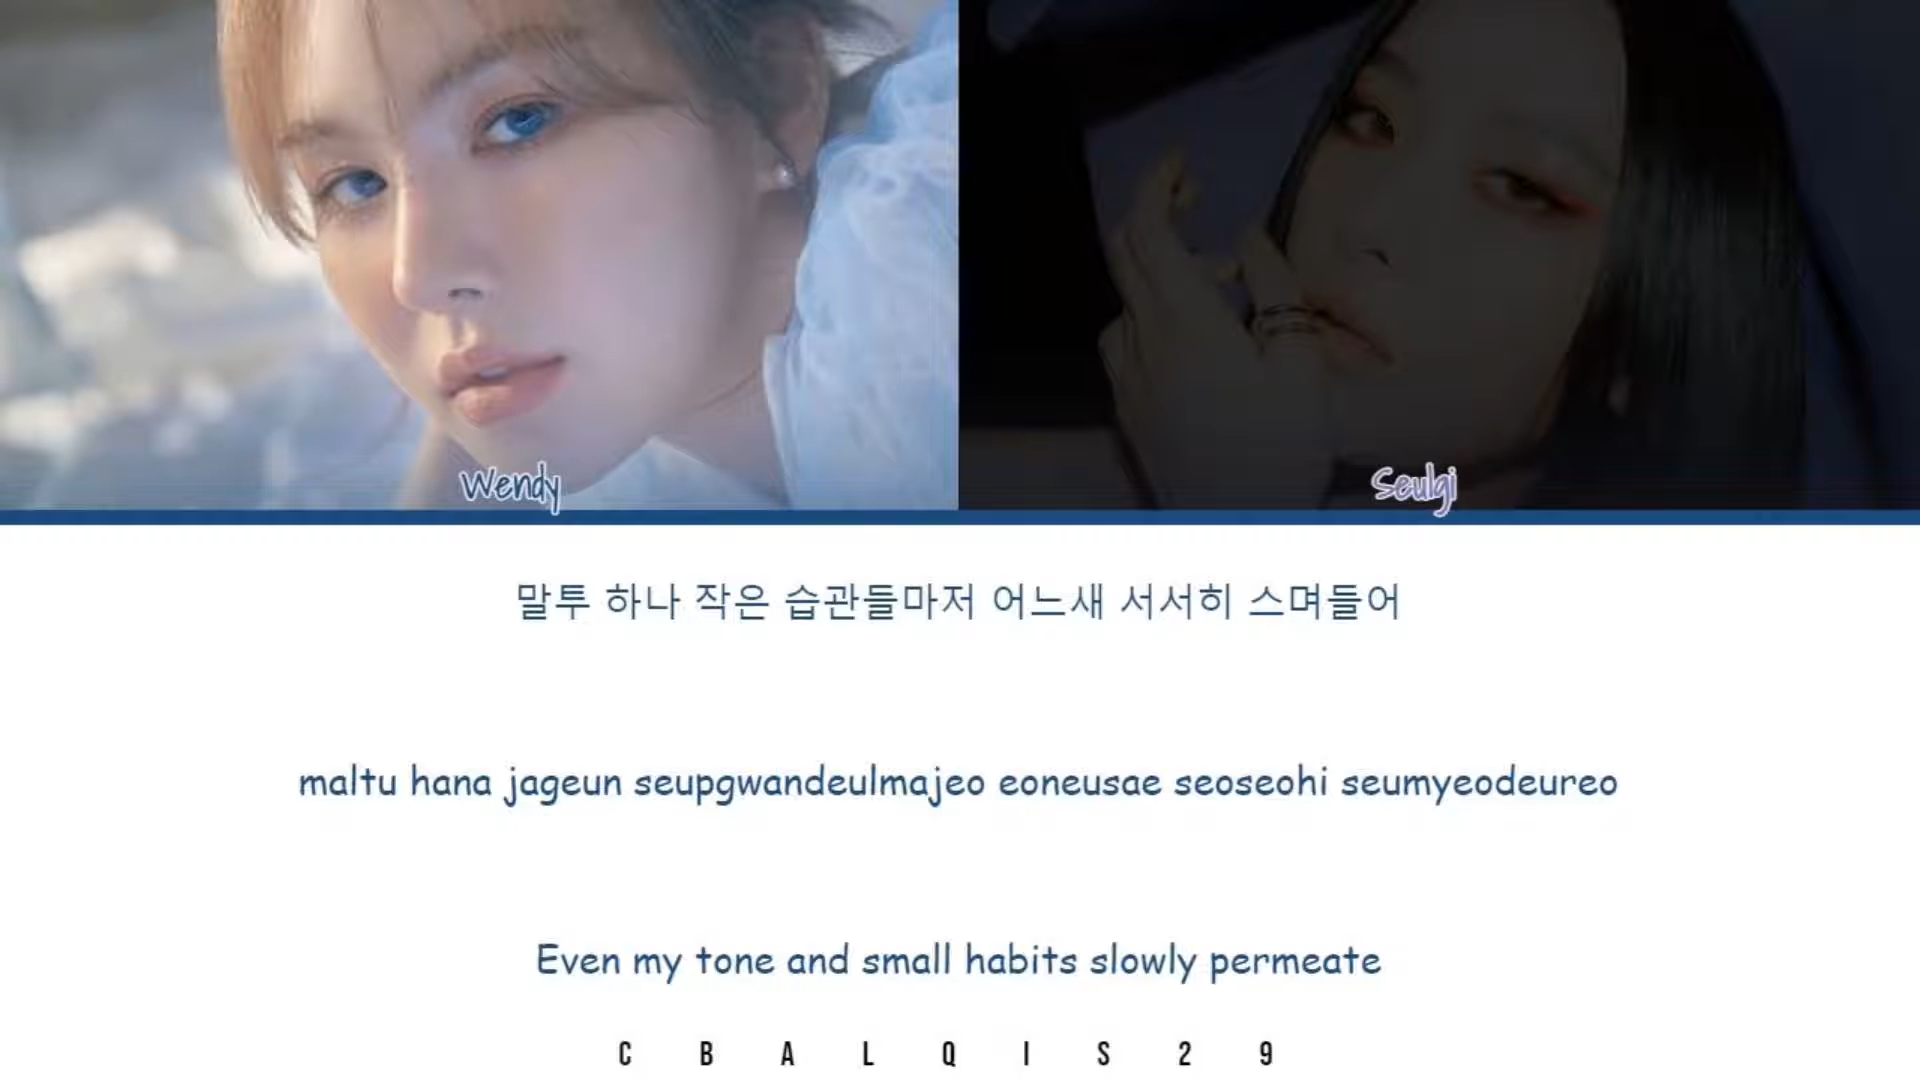 Wendy
Seulgi
말투 하나 작은 습관들마저 어느새 서서히 스며들어
maltu hana jageun seupgwandeulmajeo eoneusae seoseohi seumyeodeureo
Even my tone and small habits slowly permeate
CBALQIS29